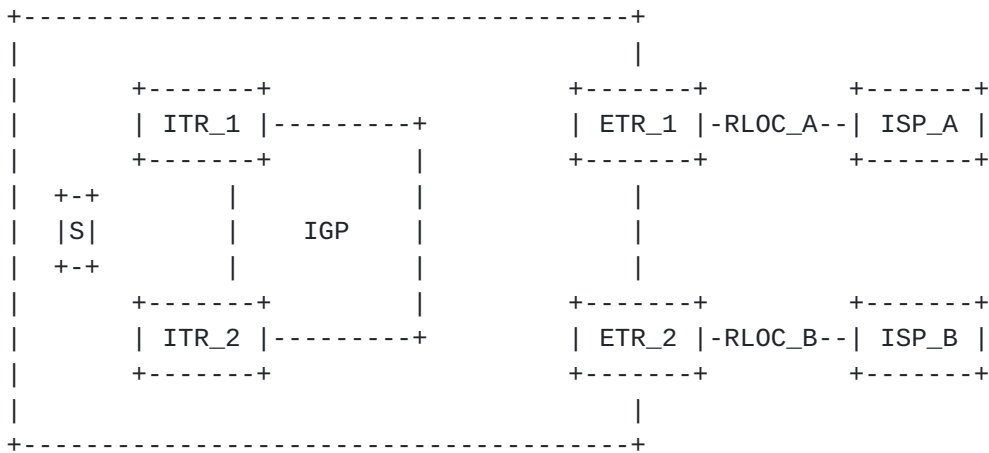 +---------------------------------------+
|                                       |
|       +-------+                   +-------+         +-------+
|       | ITR_1 |---------+         | ETR_1 |-RLOC_A--| ISP_A |
|       +-------+         |         +-------+         +-------+
|  +-+        |           |             |
|  |S|        |    IGP    |             |
|  +-+        |           |             |
|       +-------+         |         +-------+         +-------+
|       | ITR_2 |---------+         | ETR_2 |-RLOC_B--| ISP_B |
|       +-------+                   +-------+         +-------+
|                                       |
+---------------------------------------+